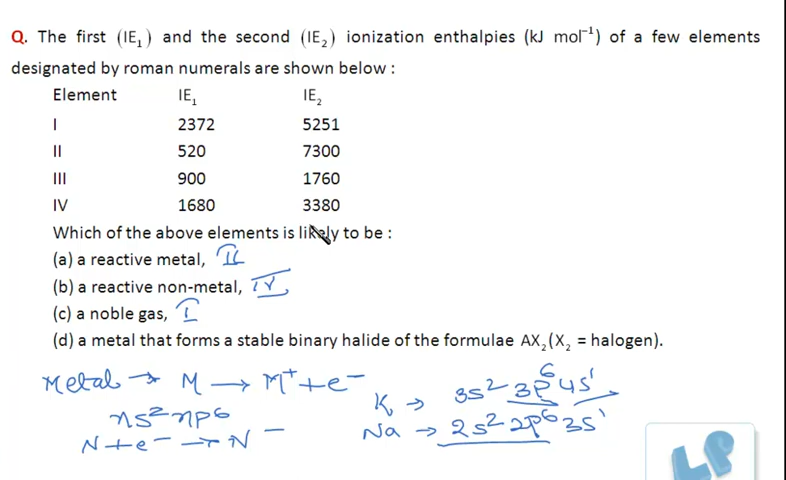 Q. The first (IE₁) and the second (IE₂) ionization enthalpies (kJ mol⁻¹) of a few elements
designated by roman numerals are shown below :
Element IE₁ IE₂
I 2372 5251
II 520 7300
III 900 1760
IV 1680 3380
Which of the above elements is likely to be :
(a) a reactive metal, II
(b) a reactive non-metal, IV
(c) a noble gas, I
(d) a metal that forms a stable binary halide of the formulae AX₂(X₂ = halogen).
Metal → M → M⁺ + e⁻
ns² np⁶
N + e⁻ → N⁻
K → 3s² 3p⁶ 4s¹
Na → 2s² 2p⁶ 3s¹
LP